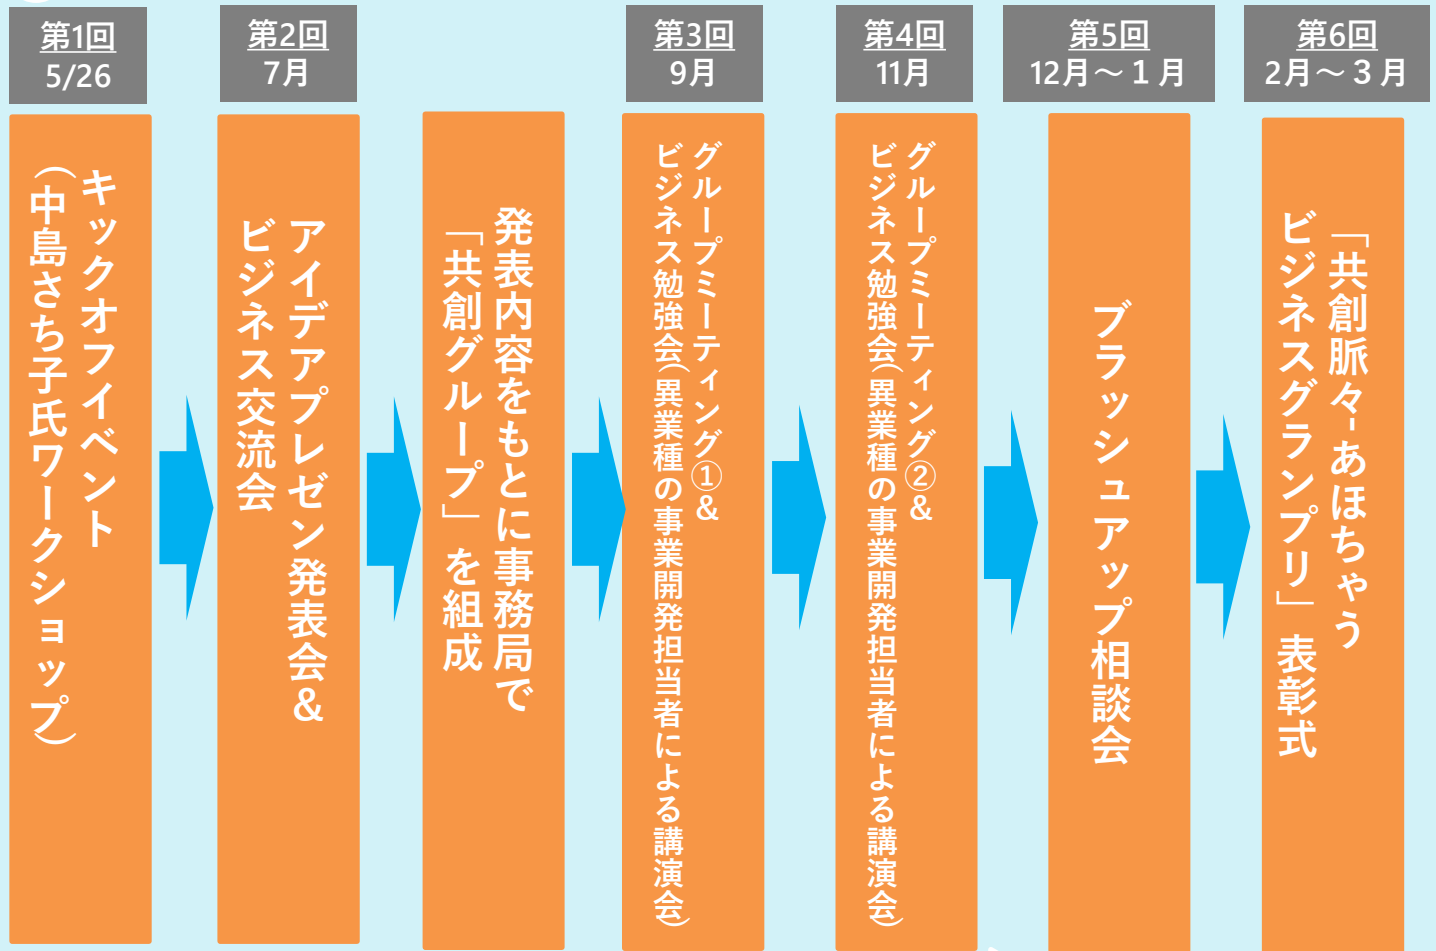 第1回
5/26
キックオフイベント
（中島さち子氏ワークショップ）
第2回
7月
アイデアプレゼン発表会&
ビジネス交流会
発表内容をもとに事務局で
「共創グループ」を組成
第3回
9月
グループミーティング①&
ビジネス勉強会（異業種の事業開発担当者による講演会）
第4回
11月
グループミーティング②&
ビジネス勉強会（異業種の事業開発担当者による講演会）
第5回
12月～１月
ブラッシュアップ相談会
第6回
2月～３月
「共創脈々-あほちゃう
ビジネスグランプリ」表彰式